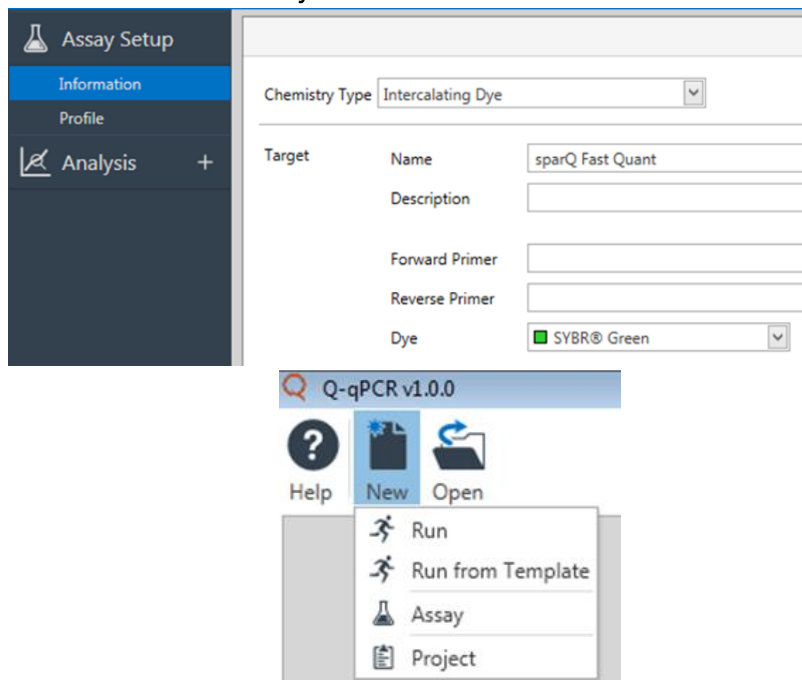 Assay Setup
Information
Profile
Analysis +
Chemistry Type Intercalating Dye
Target Name sparQ Fast Quant
Description
Forward Primer
Reverse Primer
Dye SYBR® Green
Q-qPCR v1.0.0
Help New Open
Run
Run from Template
Assay
Project